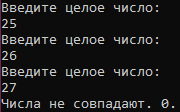 Введите целое число:
25
Введите целое число:
26
Введите целое число:
27
Числа не совпадают. 0.